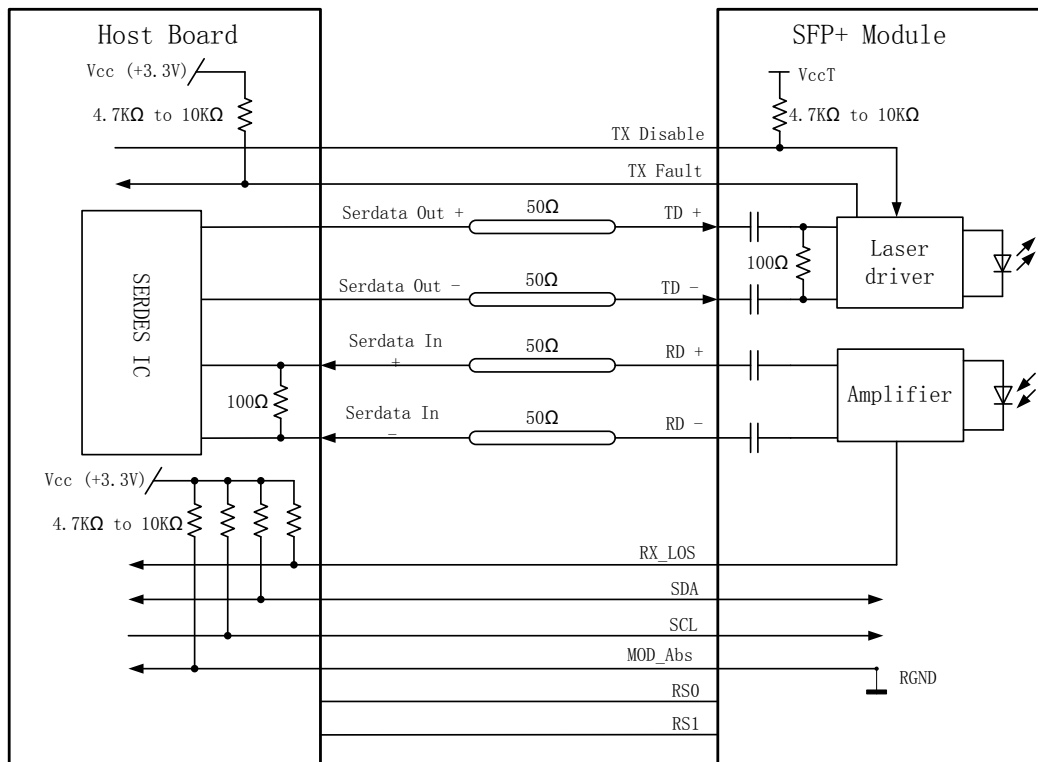 Host Board
SFP+ Module
Vcc (+3.3V)
VccT
4.7KΩ to 10KΩ
4.7KΩ to 10KΩ
TX Disable
TX Fault
Serdata Out +
50Ω
TD +
100Ω
Laser
driver
Serdata Out -
50Ω
TD -
SERDES IC
Serdata In
+
50Ω
RD +
100Ω
Amplifier
Serdata In
-
50Ω
RD -
Vcc (+3.3V)
4.7KΩ to 10KΩ
RX_LOS
SDA
SCL
MOD_Abs
RGND
RS0
RS1